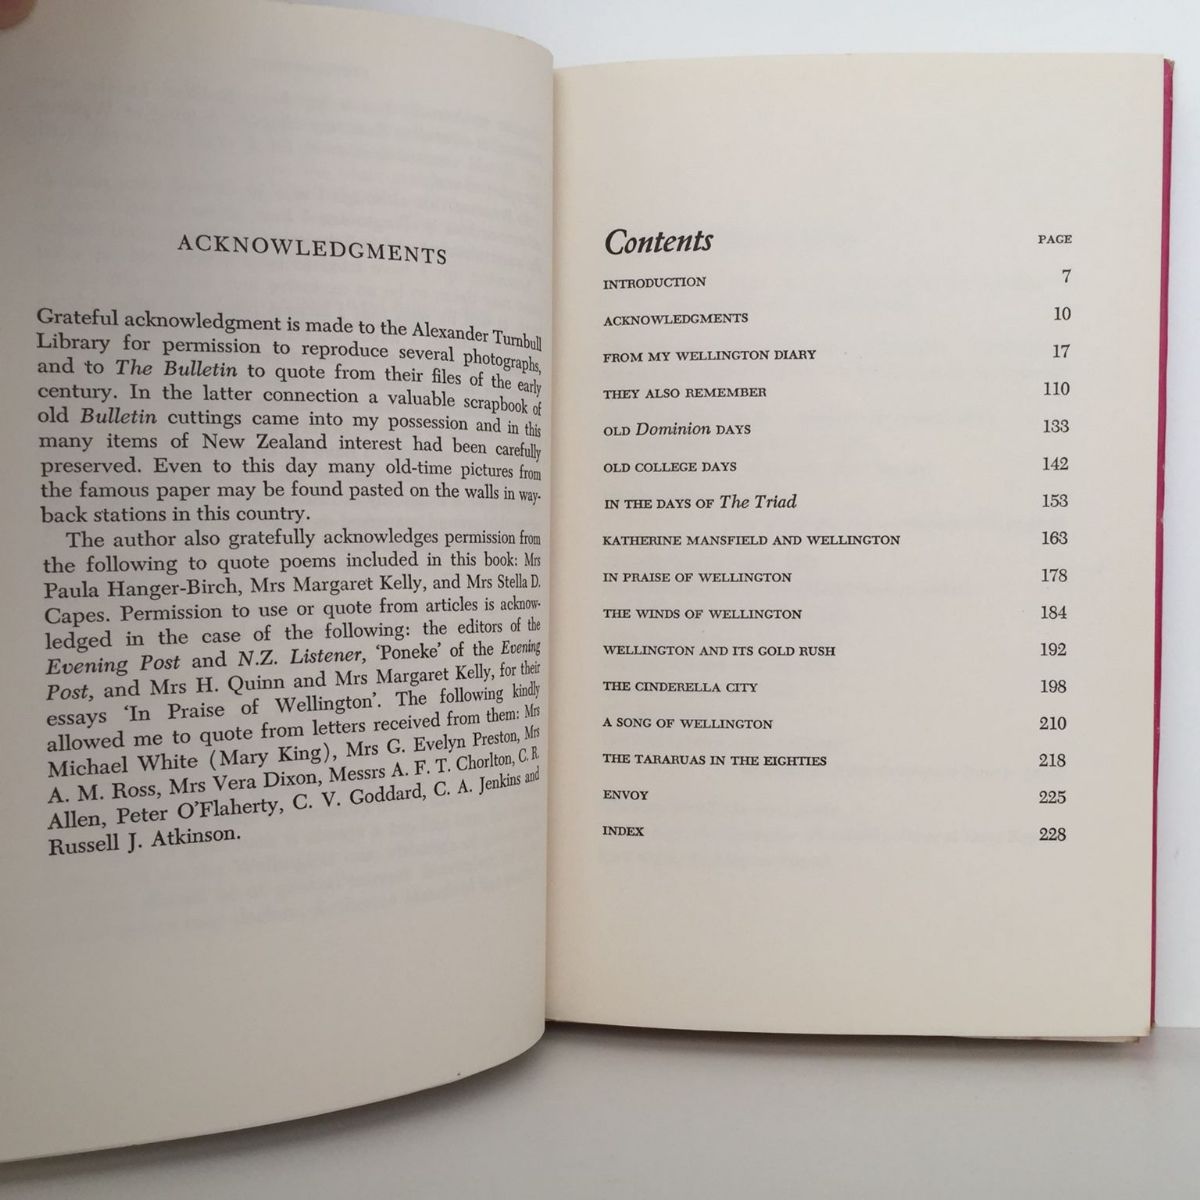 ACKNOWLEDGMENTS
Grateful acknowledgment is made to the Alexander Turnbull
Library for permission to reproduce several photographs,
and to The Bulletin to quote from their files of the early
century. In the latter connection a valuable scrapbook of
old Bulletin cuttings came into my possession and in this
many items of New Zealand interest had been carefully
preserved. Even to this day many old-time pictures from
the famous paper may be found pasted on the walls in way-
back stations in this country.
The author also gratefully acknowledges permission from
the following to quote poems included in this book: Mrs
Paula Hanger-Birch, Mrs Margaret Kelly, and Mrs Stella D.
Capes. Permission to use or quote from articles is acknow-
ledged in the case of the following: the editors of the
Evening Post and N.Z. Listener, 'Poneke' of the Evening
Post, and Mrs H. Quinn and Mrs Margaret Kelly, for their
essays 'In Praise of Wellington'. The following kindly
allowed me to quote from letters received from them: Mrs
Michael White (Mary King), Mrs G. Evelyn Preston, Mrs
A. M. Ross, Mrs Vera Dixon, Messrs A. F. T. Chorlton, C. R.
Allen, Peter O'Flaherty, C. V. Goddard, C. A. Jenkins and
Russell J. Atkinson.
Contents PAGE
INTRODUCTION 7
ACKNOWLEDGMENTS 10
FROM MY WELLINGTON DIARY 17
THEY ALSO REMEMBER 110
OLD Dominion DAYS 133
OLD COLLEGE DAYS 142
IN THE DAYS OF The Triad 153
KATHERINE MANSFIELD AND WELLINGTON 163
IN PRAISE OF WELLINGTON 178
THE WINDS OF WELLINGTON 184
WELLINGTON AND ITS GOLD RUSH 192
THE CINDERELLA CITY 198
A SONG OF WELLINGTON 210
THE TARARUAS IN THE EIGHTIES 218
ENVOY 225
INDEX 228